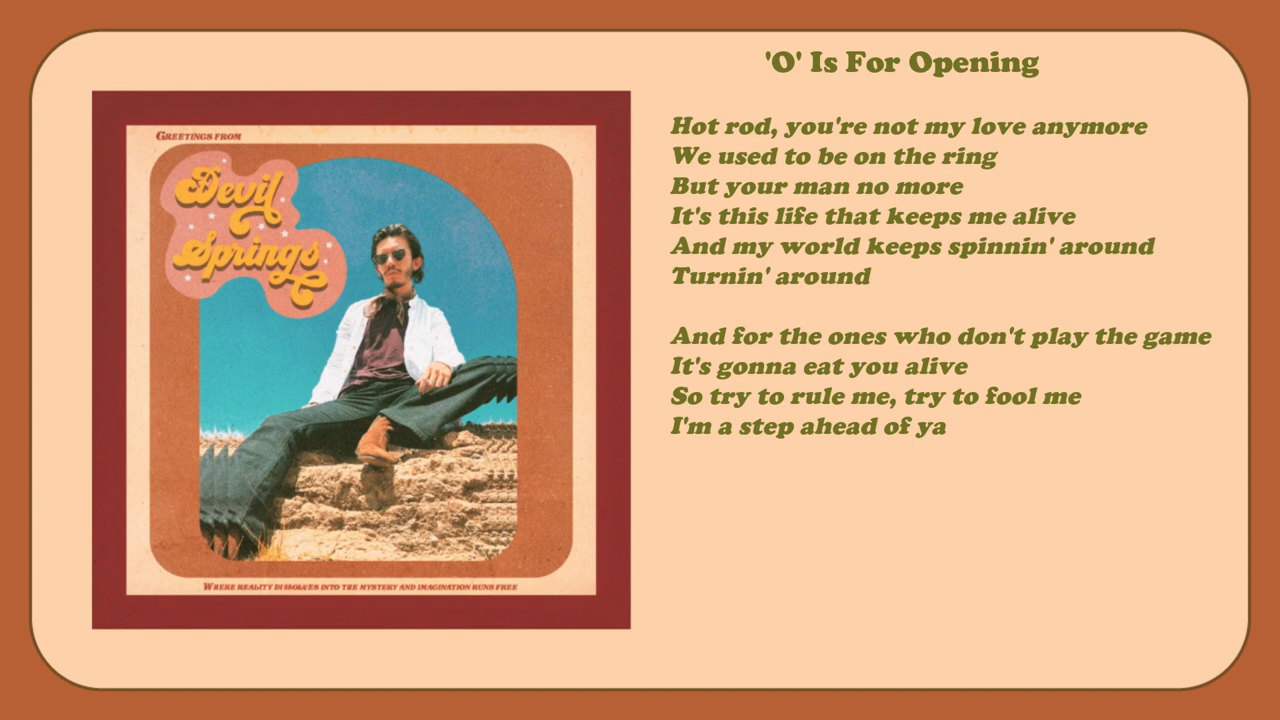 'O' Is For Opening
GREETINGS FROM
Devil
Springs
WHERE REALITY DISSOLVES INTO THE MYSTERY AND IMAGINATION RUNS FREE
Hot rod, you're not my love anymore
We used to be on the ring
But your man no more
It's this life that keeps me alive
And my world keeps spinnin' around
Turnin' around
And for the ones who don't play the game
It's gonna eat you alive
So try to rule me, try to fool me
I'm a step ahead of ya